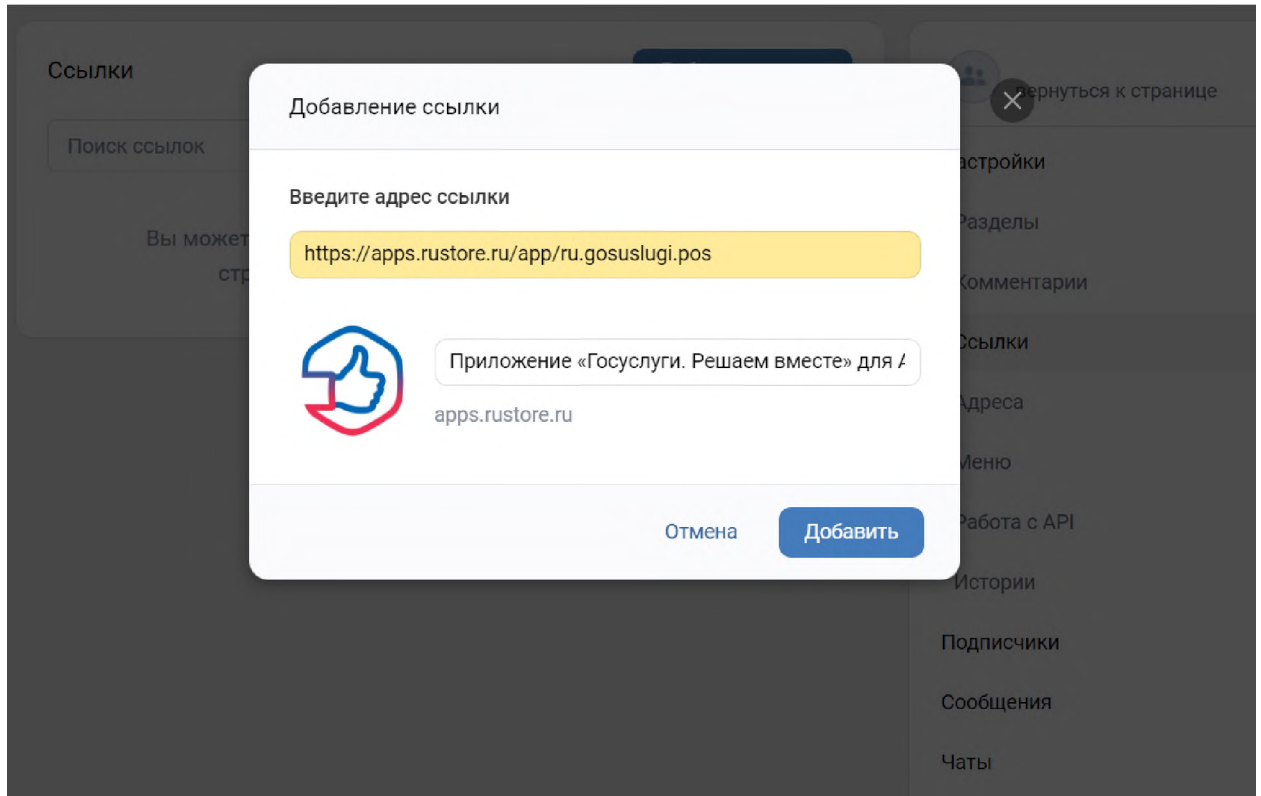 Ссылки
Добавление ссылки
вернуться к странице
Поиск ссылок
Настройки
Введите адрес ссылки
Разделы
Вы может
https://apps.rustore.ru/app/ru.gosuslugi.pos
стр
Комментарии
Ссылки
Приложение «Госуслуги. Решаем вместе» для А
Адреса
apps.rustore.ru
Меню
Отмена
Добавить
Работа с API
Истории
Подписчики
Сообщения
Чаты